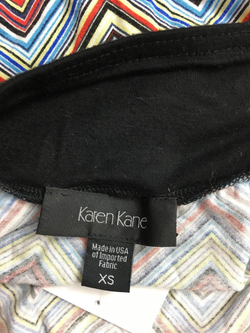 Karen Kane
Made in USA
of Imported
Fabric
XS